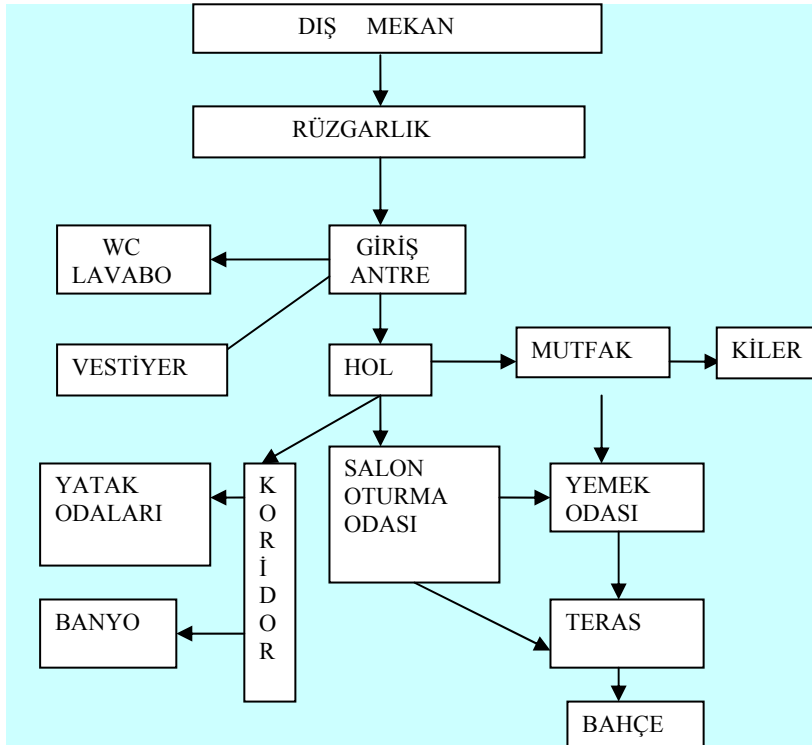 DIŞ MEKAN
RÜZGARLIK
WC
LAVABO
GİRİŞ
ANTRE
VESTİYER
HOL
MUTFAK
KİLER
YATAK
ODALARI
K
O
R
İ
D
O
R
SALON
OTURMA
ODASI
YEMEK
ODASI
BANYO
TERAS
BAHÇE